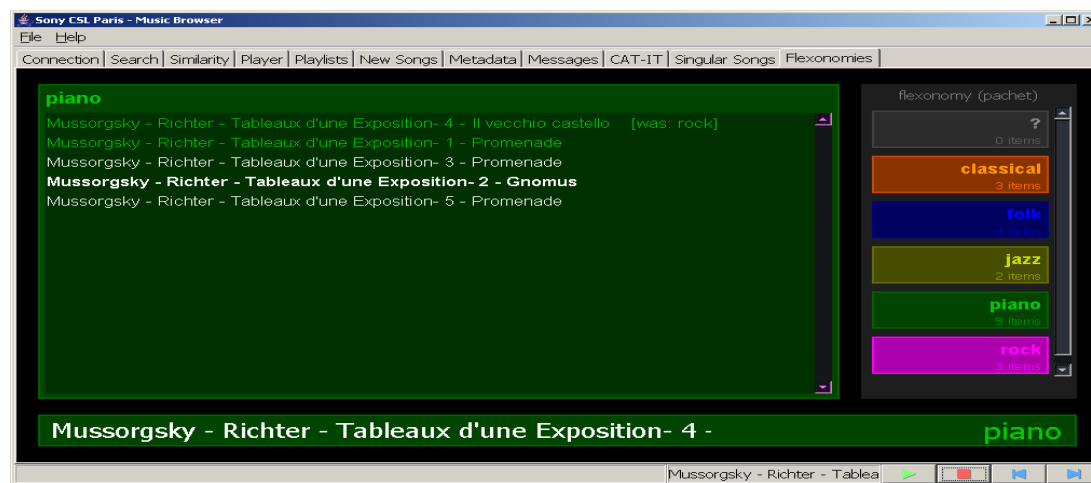 Sony CSL Paris - Music Browser
File Help
Connection Search Similarity Player Playlists New Songs Metadata Messages CAT-IT Singular Songs Flexonomies
piano
Mussorgsky - Richter - Tableaux d'une Exposition- 4 - Il vecchio castello [was: rock]
Mussorgsky - Richter - Tableaux d'une Exposition- 1 - Promenade
Mussorgsky - Richter - Tableaux d'une Exposition- 3 - Promenade
Mussorgsky - Richter - Tableaux d'une Exposition- 2 - Gnomus
Mussorgsky - Richter - Tableaux d'une Exposition- 5 - Promenade
flexonomy (pachet)
?
0 items
classical
3 items
folk
4 items
jazz
2 items
piano
5 items
rock
3 items
Mussorgsky - Richter - Tableaux d'une Exposition- 4 - piano
Mussorgsky - Richter - Tablea